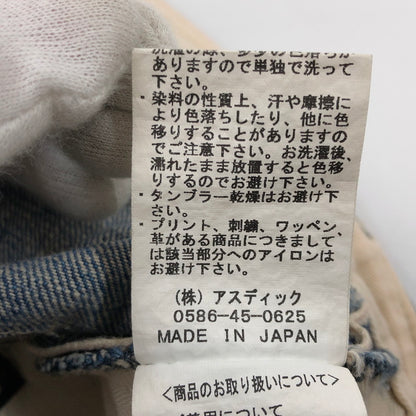 洗濯の際、多少の色落ちが
ありますので単独で洗って
下さい。
・染料の性質上、汗や摩擦に
より色落ちしたり、他に色
移りすることがありますの
でご注意下さい。お洗濯後、
濡れたまま放置すると色移
りするのでお避け下さい。
・タンブラー乾燥はお避け下
さい。
・プリント、刺繍、ワッペン、
革がある商品につきまして
は該当部分へのアイロンは
お避け下さい。
(株) アスディック
0586-45-0625
MADE IN JAPAN
<商品のお取り扱いについて>